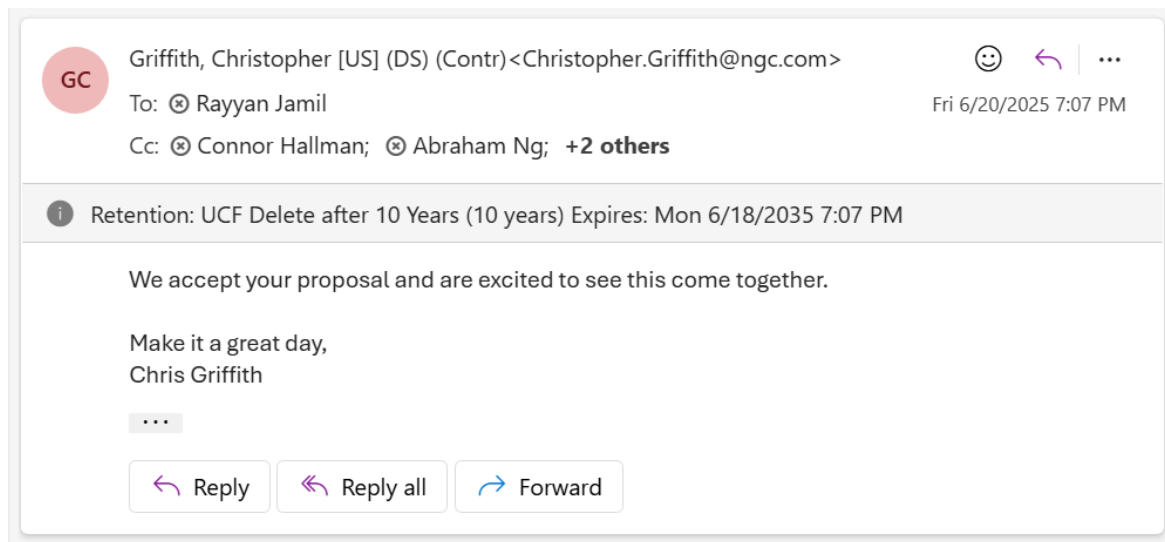 GC
Griffith, Christopher [US] (DS) (Contr)<Christopher.Griffith@ngc.com>
To: Rayyan Jamil
Fri 6/20/2025 7:07 PM
Cc: Connor Hallman; Abraham Ng; +2 others
Retention: UCF Delete after 10 Years (10 years) Expires: Mon 6/18/2035 7:07 PM
We accept your proposal and are excited to see this come together.
Make it a great day,
Chris Griffith
Reply Reply all Forward